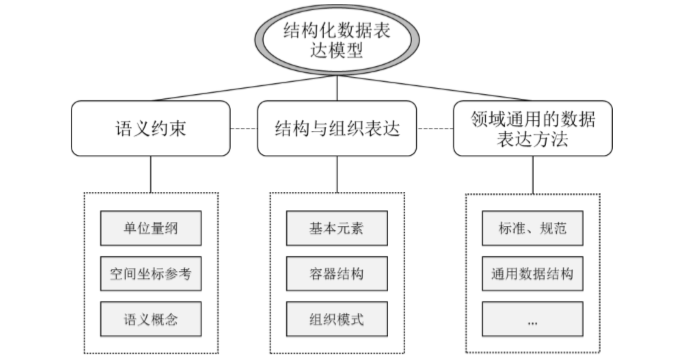 结构化数据表
达模型
语义约束
结构与组织表达
领域通用的数据
表达方法
单位量纲
基本元素
标准、规范
空间坐标参考
容器结构
通用数据结构
语义概念
组织模式
...